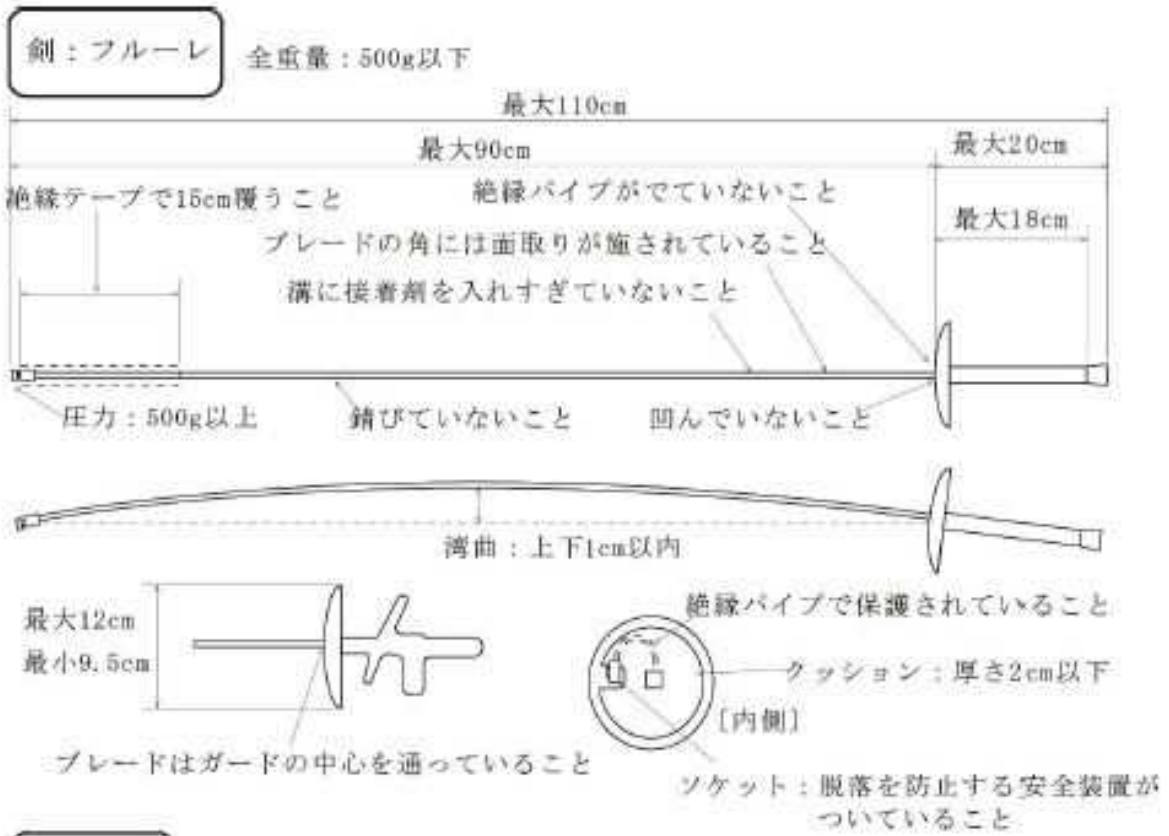 剣：フルーレ
全重量：500g以下
最大110cm
最大90cm
最大20cm
絶縁テープで15cm覆うこと
絶縁パイプがでていないこと
最大18cm
ブレードの角には面取りが施されていること
溝に接着剤を入れすぎていないこと
圧力：500g以上
錆びていないこと
凹んでいないこと
湾曲：上下1cm以内
最大12cm
最小9.5cm
絶縁パイプで保護されていること
a
b
クッション：厚さ2cm以下
[内側]
ブレードはガードの中心を通っていること
ソケット：脱落を防止する安全装置が
ついていること